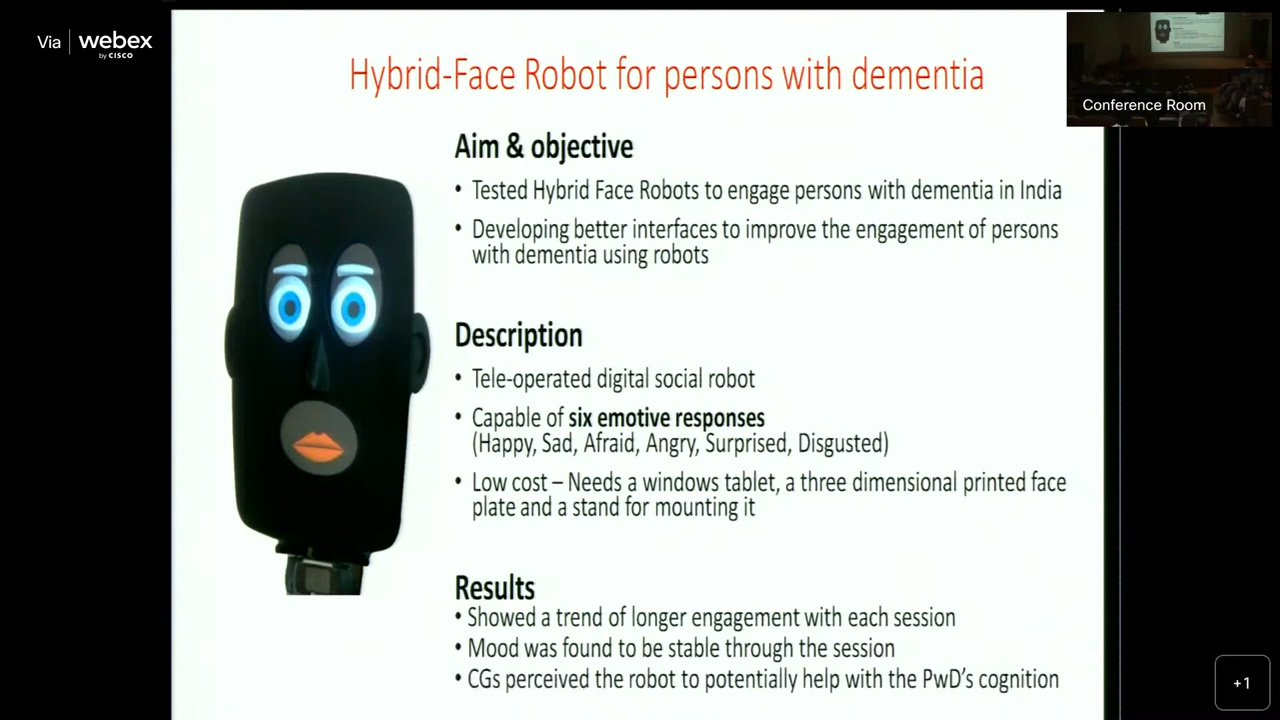 Via webex
by CISCO
Hybrid-Face Robot for persons with dementia
Conference Room
Aim & objective
• Tested Hybrid Face Robots to engage persons with dementia in India
• Developing better interfaces to improve the engagement of persons
with dementia using robots
Description
• Tele-operated digital social robot
• Capable of six emotive responses
(Happy, Sad, Afraid, Angry, Surprised, Disgusted)
• Low cost – Needs a windows tablet, a three dimensional printed face
plate and a stand for mounting it
Results
• Showed a trend of longer engagement with each session
• Mood was found to be stable through the session
• CGs perceived the robot to potentially help with the PwD's cognition
+1